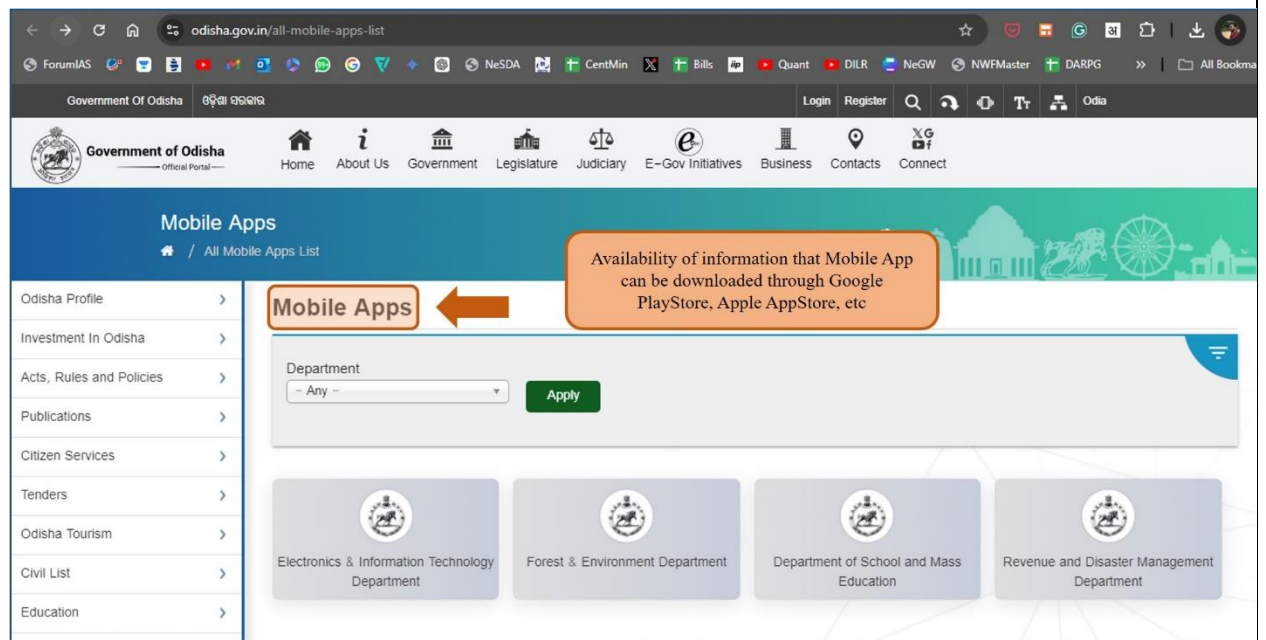 odisha.gov.in/all-mobile-apps-list
ForumIAS
NeSDA
CentMin
Bills
Quant
DILR
NeGW
NWFMaster
DARPG
»
All Bookma
Government Of Odisha ଓଡ଼ିଶା ସରକାର
Login Register
Odia
Government of Odisha
Official Portal
Home About Us Government Legislature Judiciary E-Gov Initiatives Business Contacts Connect
Mobile Apps
/ All Mobile Apps List
Availability of information that Mobile App
can be downloaded through Google
PlayStore, Apple AppStore, etc
Odisha Profile
Investment In Odisha
Acts, Rules and Policies
Publications
Citizen Services
Tenders
Odisha Tourism
Civil List
Education
Mobile Apps
Department
- Any -
Apply
Electronics & Information Technology
Department
Forest & Environment Department
Department of School and Mass
Education
Revenue and Disaster Management
Department